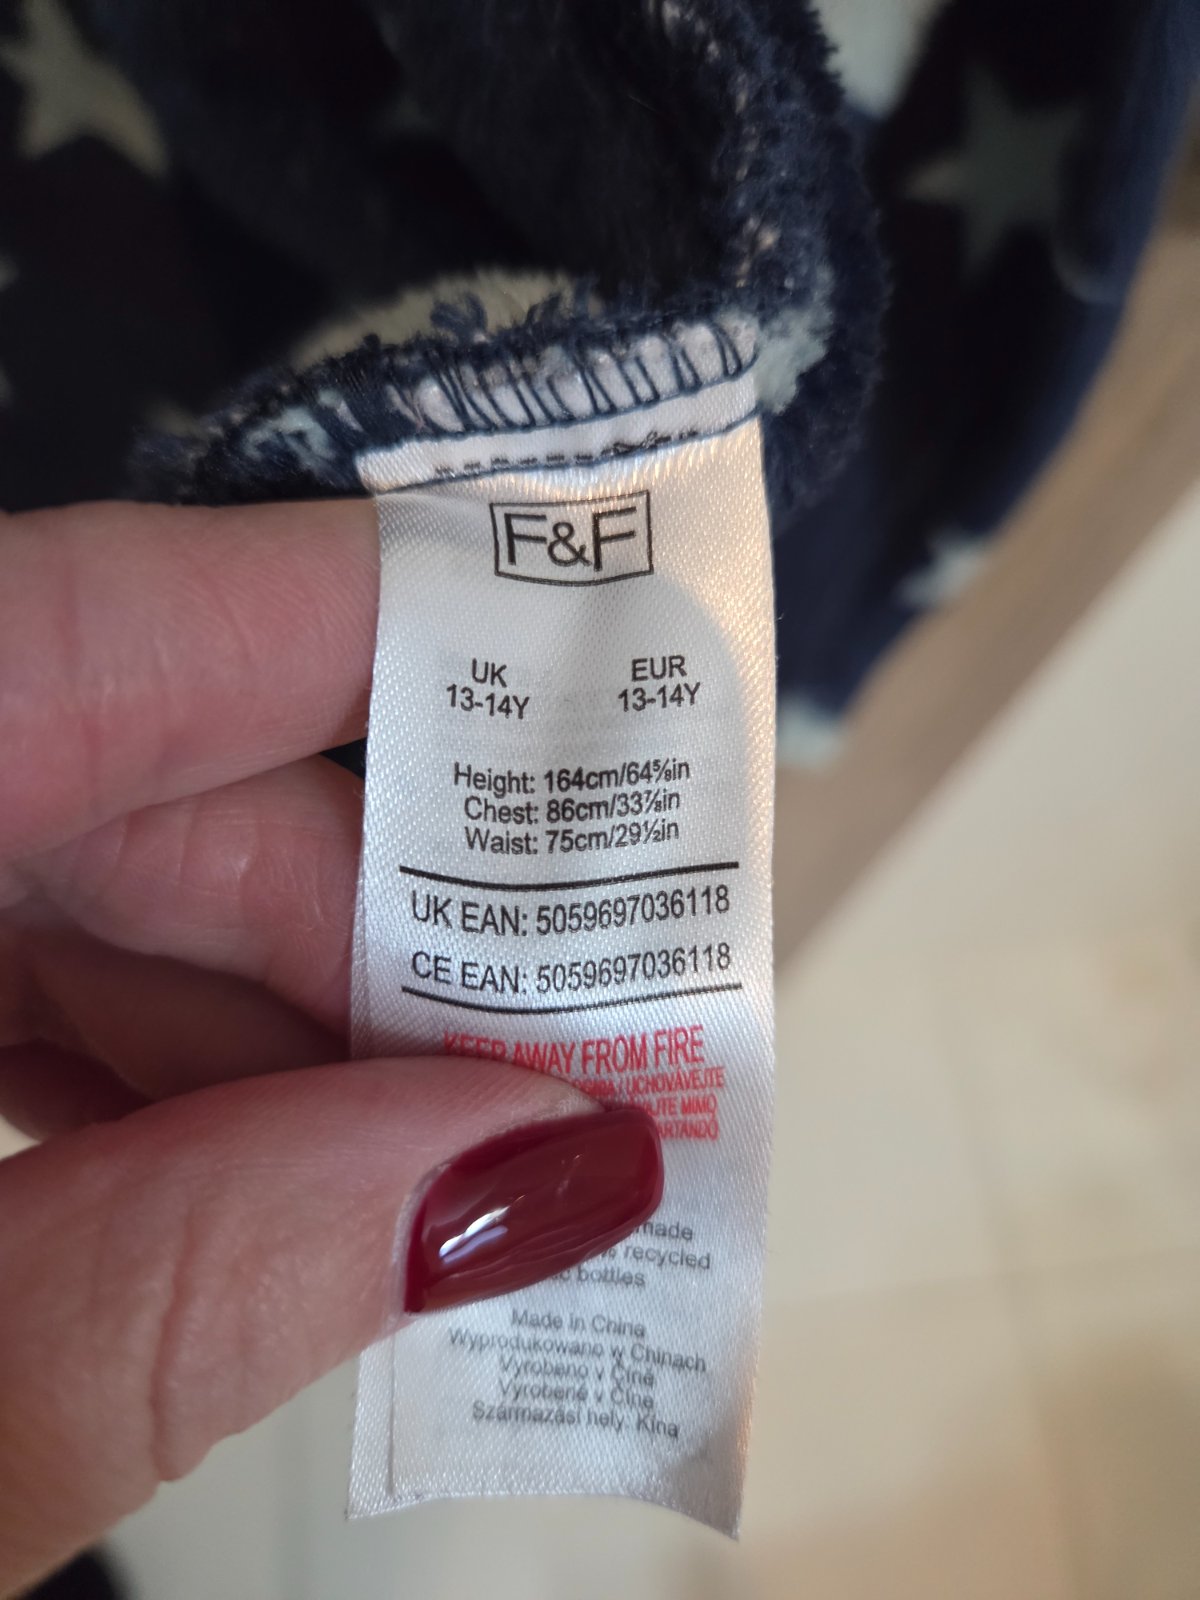 F&F
UK EUR
13-14Y 13-14Y
Height: 164cm/64⅝in
Chest: 86cm/33⅞in
Waist: 75cm/29½in
UK EAN: 5059697036118
CE EAN: 5059697036118
KEEP AWAY FROM FIRE
/ UCHOVÁVEJTE
MIMO
made
recycled
bottles
Made in China
Wyprodukowano w Chinach
Vyrobeno v Číně
Vyrobené v Číne
Származási hely: Kína